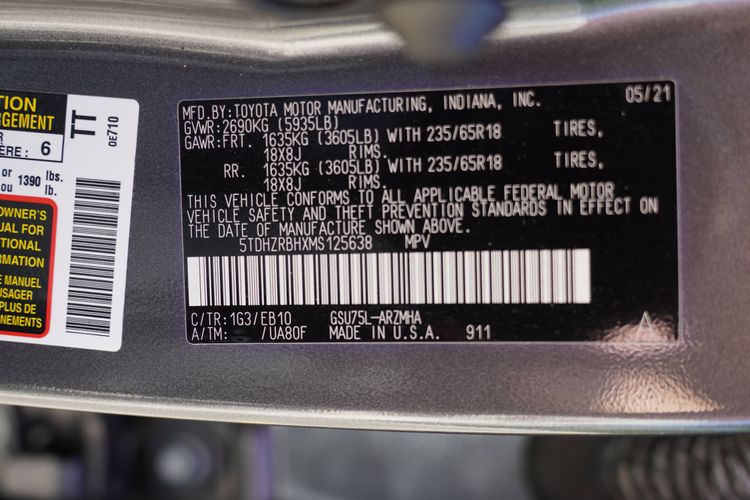 TION
RGEMENT
TT
0E710
R
ERE: 6
1390 lbs.
ou lb.
OWNER'S
UAL FOR
TIONAL
RMATION
E MANUEL
USAGER
PLUS DE
NEMENTS
MFD.BY:TOYOTA MOTOR MANUFACTURING, INDIANA, INC. 05/21
GVWR:2690KG (5935LB)
GAWR:FRT. 1635KG (3605LB) WITH 235/65R18 TIRES,
18X8J RIMS.
RR. 1635KG (3605LB) WITH 235/65R18 TIRES,
18X8J RIMS.
THIS VEHICLE CONFORMS TO ALL APPLICABLE FEDERAL MOTOR
VEHICLE SAFETY AND THEFT PREVENTION STANDARDS IN EFFECT ON
THE DATE OF MANUFACTURE SHOWN ABOVE.
5TDHZRBHXMS125638 MPV
C/TR:1G3/EB10 GSU75L-ARZMHA
A/TM: /UA80F MADE IN U.S.A. 911 A